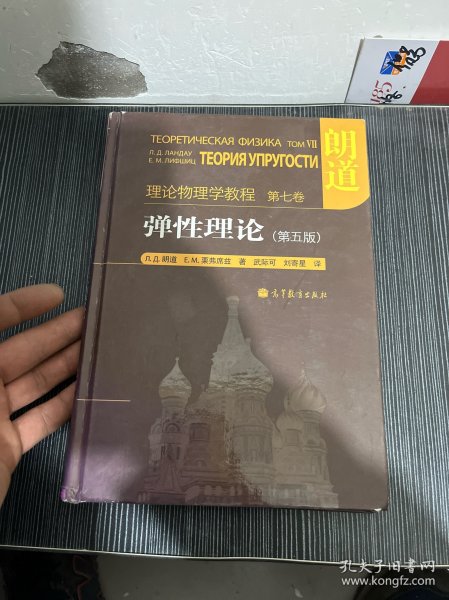 ТЕОРЕТИЧЕСКАЯ ФИЗИКА ТОМ VII
Л. Д. ЛАНДАУ
Е. М. ЛИФШИЦ
ТЕОРИЯ УПРУГОСТИ
朗道
理论物理学教程 第七卷
弹性理论(第五版)
Л.Д.朗道 Е.М.栗弗席兹 著 武际可 刘寄星 译
高等教育出版社
孔夫子旧书网
www.kongfz.com